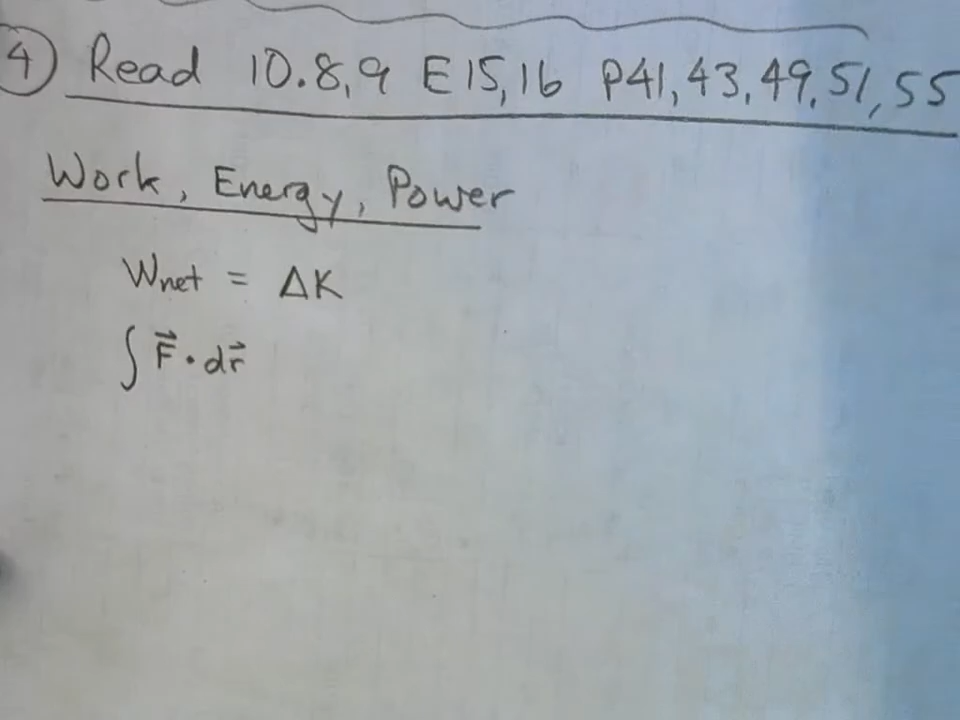 ④ Read 10.8,9 E15,16 P41,43,49,51,55
Work, Energy, Power
Wnet = ΔK
∫ F⃗ · dr⃗